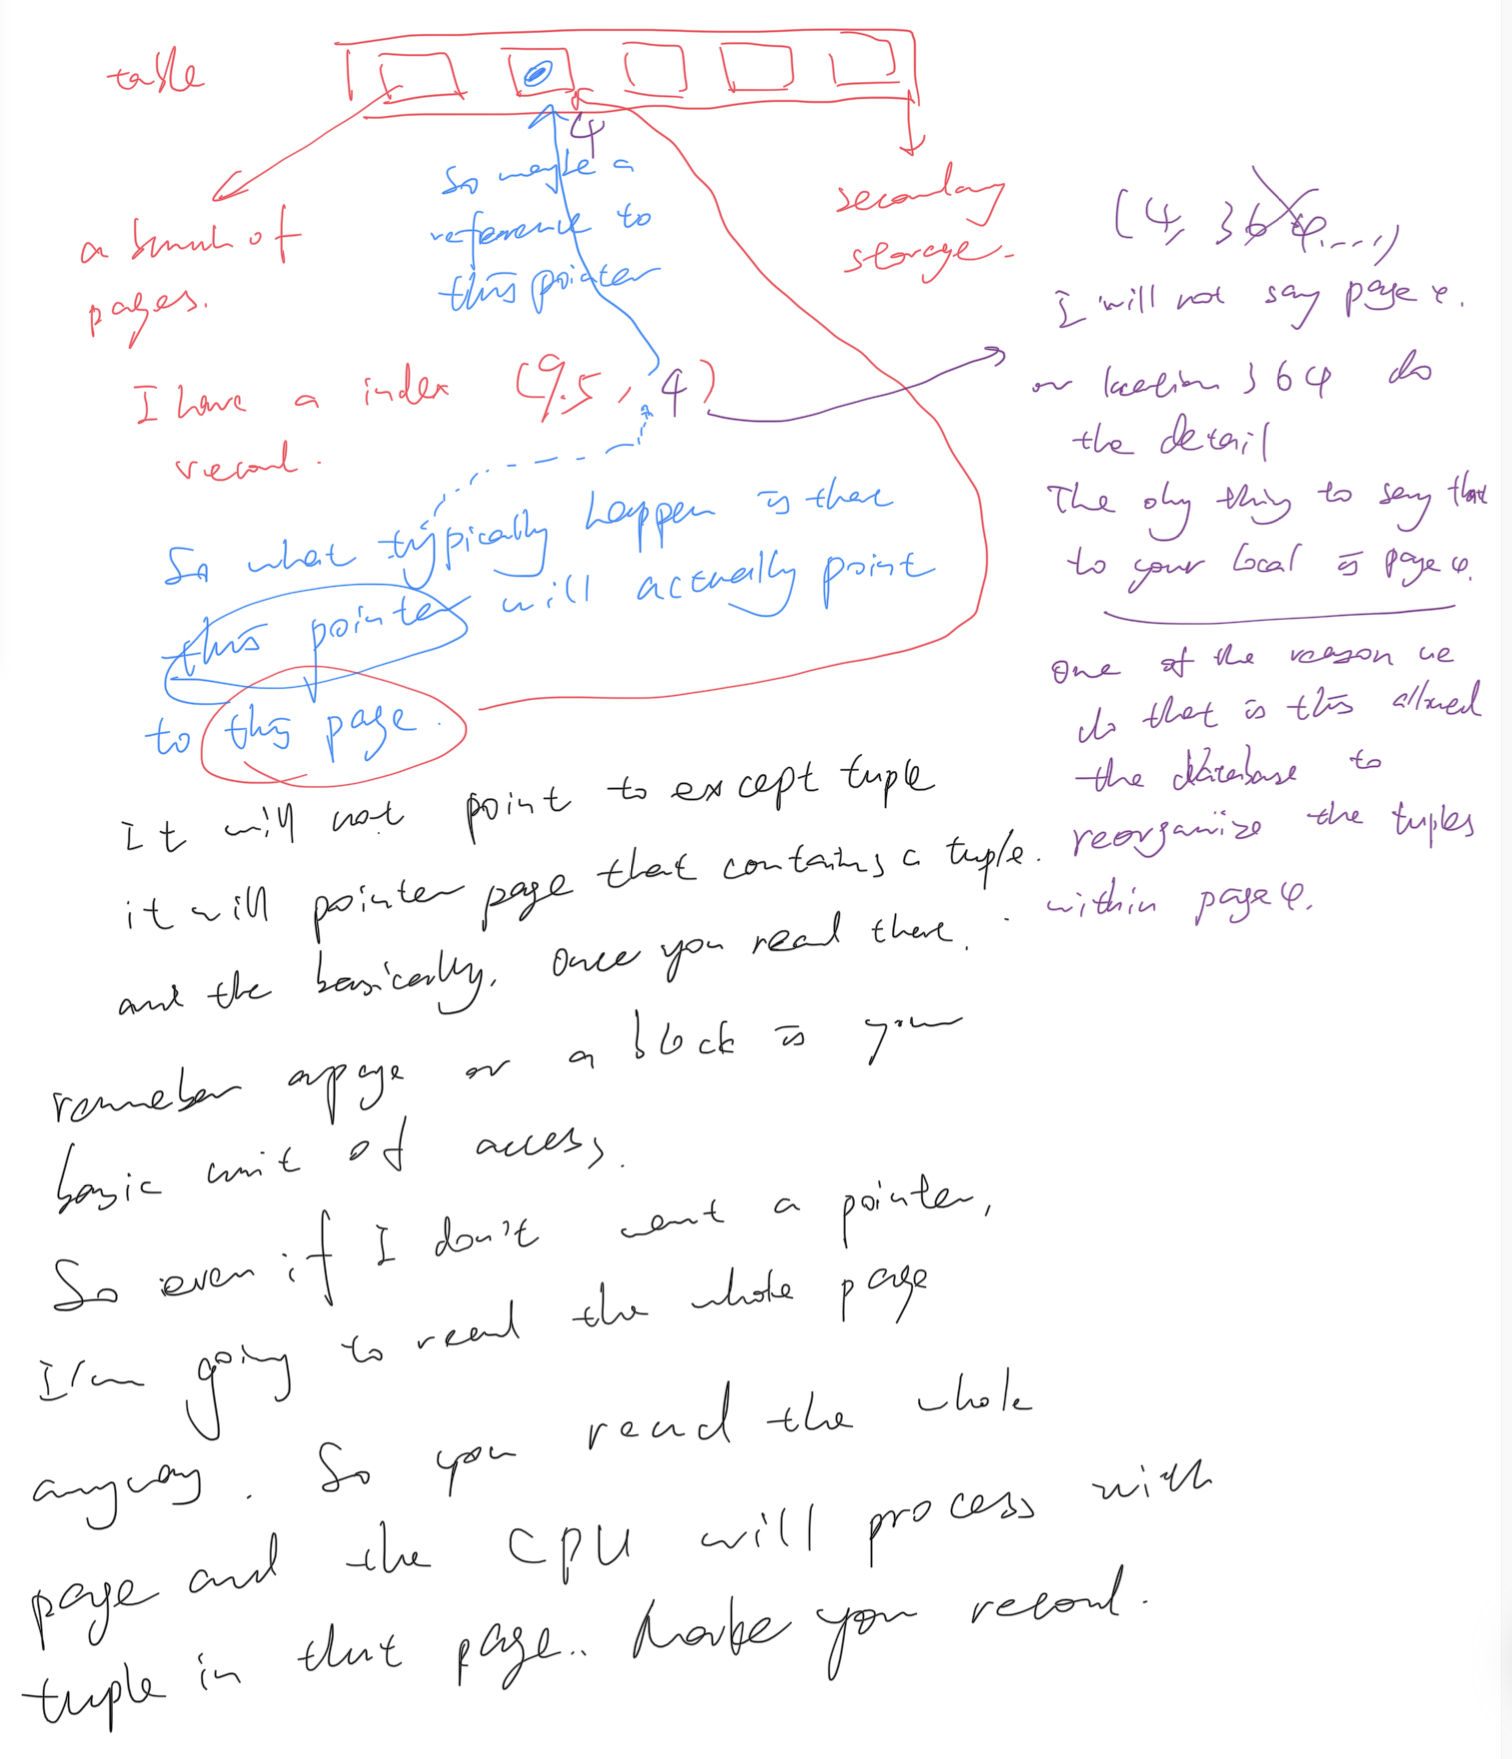 table
4
So maybe a
reference to
this pointer
a bunch of
pages.
secondary
storage.
I have a index (9.5, 4)
record.
So what typically happen is that
this pointer will actually point
to this page.
It will not point to except tuple
it will pointer page that contains a tuple.
and the basically, once you read there.
remeber a page or a block is your
basic unit of access.
So even if I don't want a pointer,
I'm going to read the whole page
anyway. So you read the whole
page and the CPU will process with
tuple in that page.. Maybe you record.
(4, 364....)
I will not say page 4.
or location 364 do
the detail
The oly thing to say that
to your local is page 4.
One of the reason we
do that is this allowed
the database to
reorganize the tuples
within page 4.